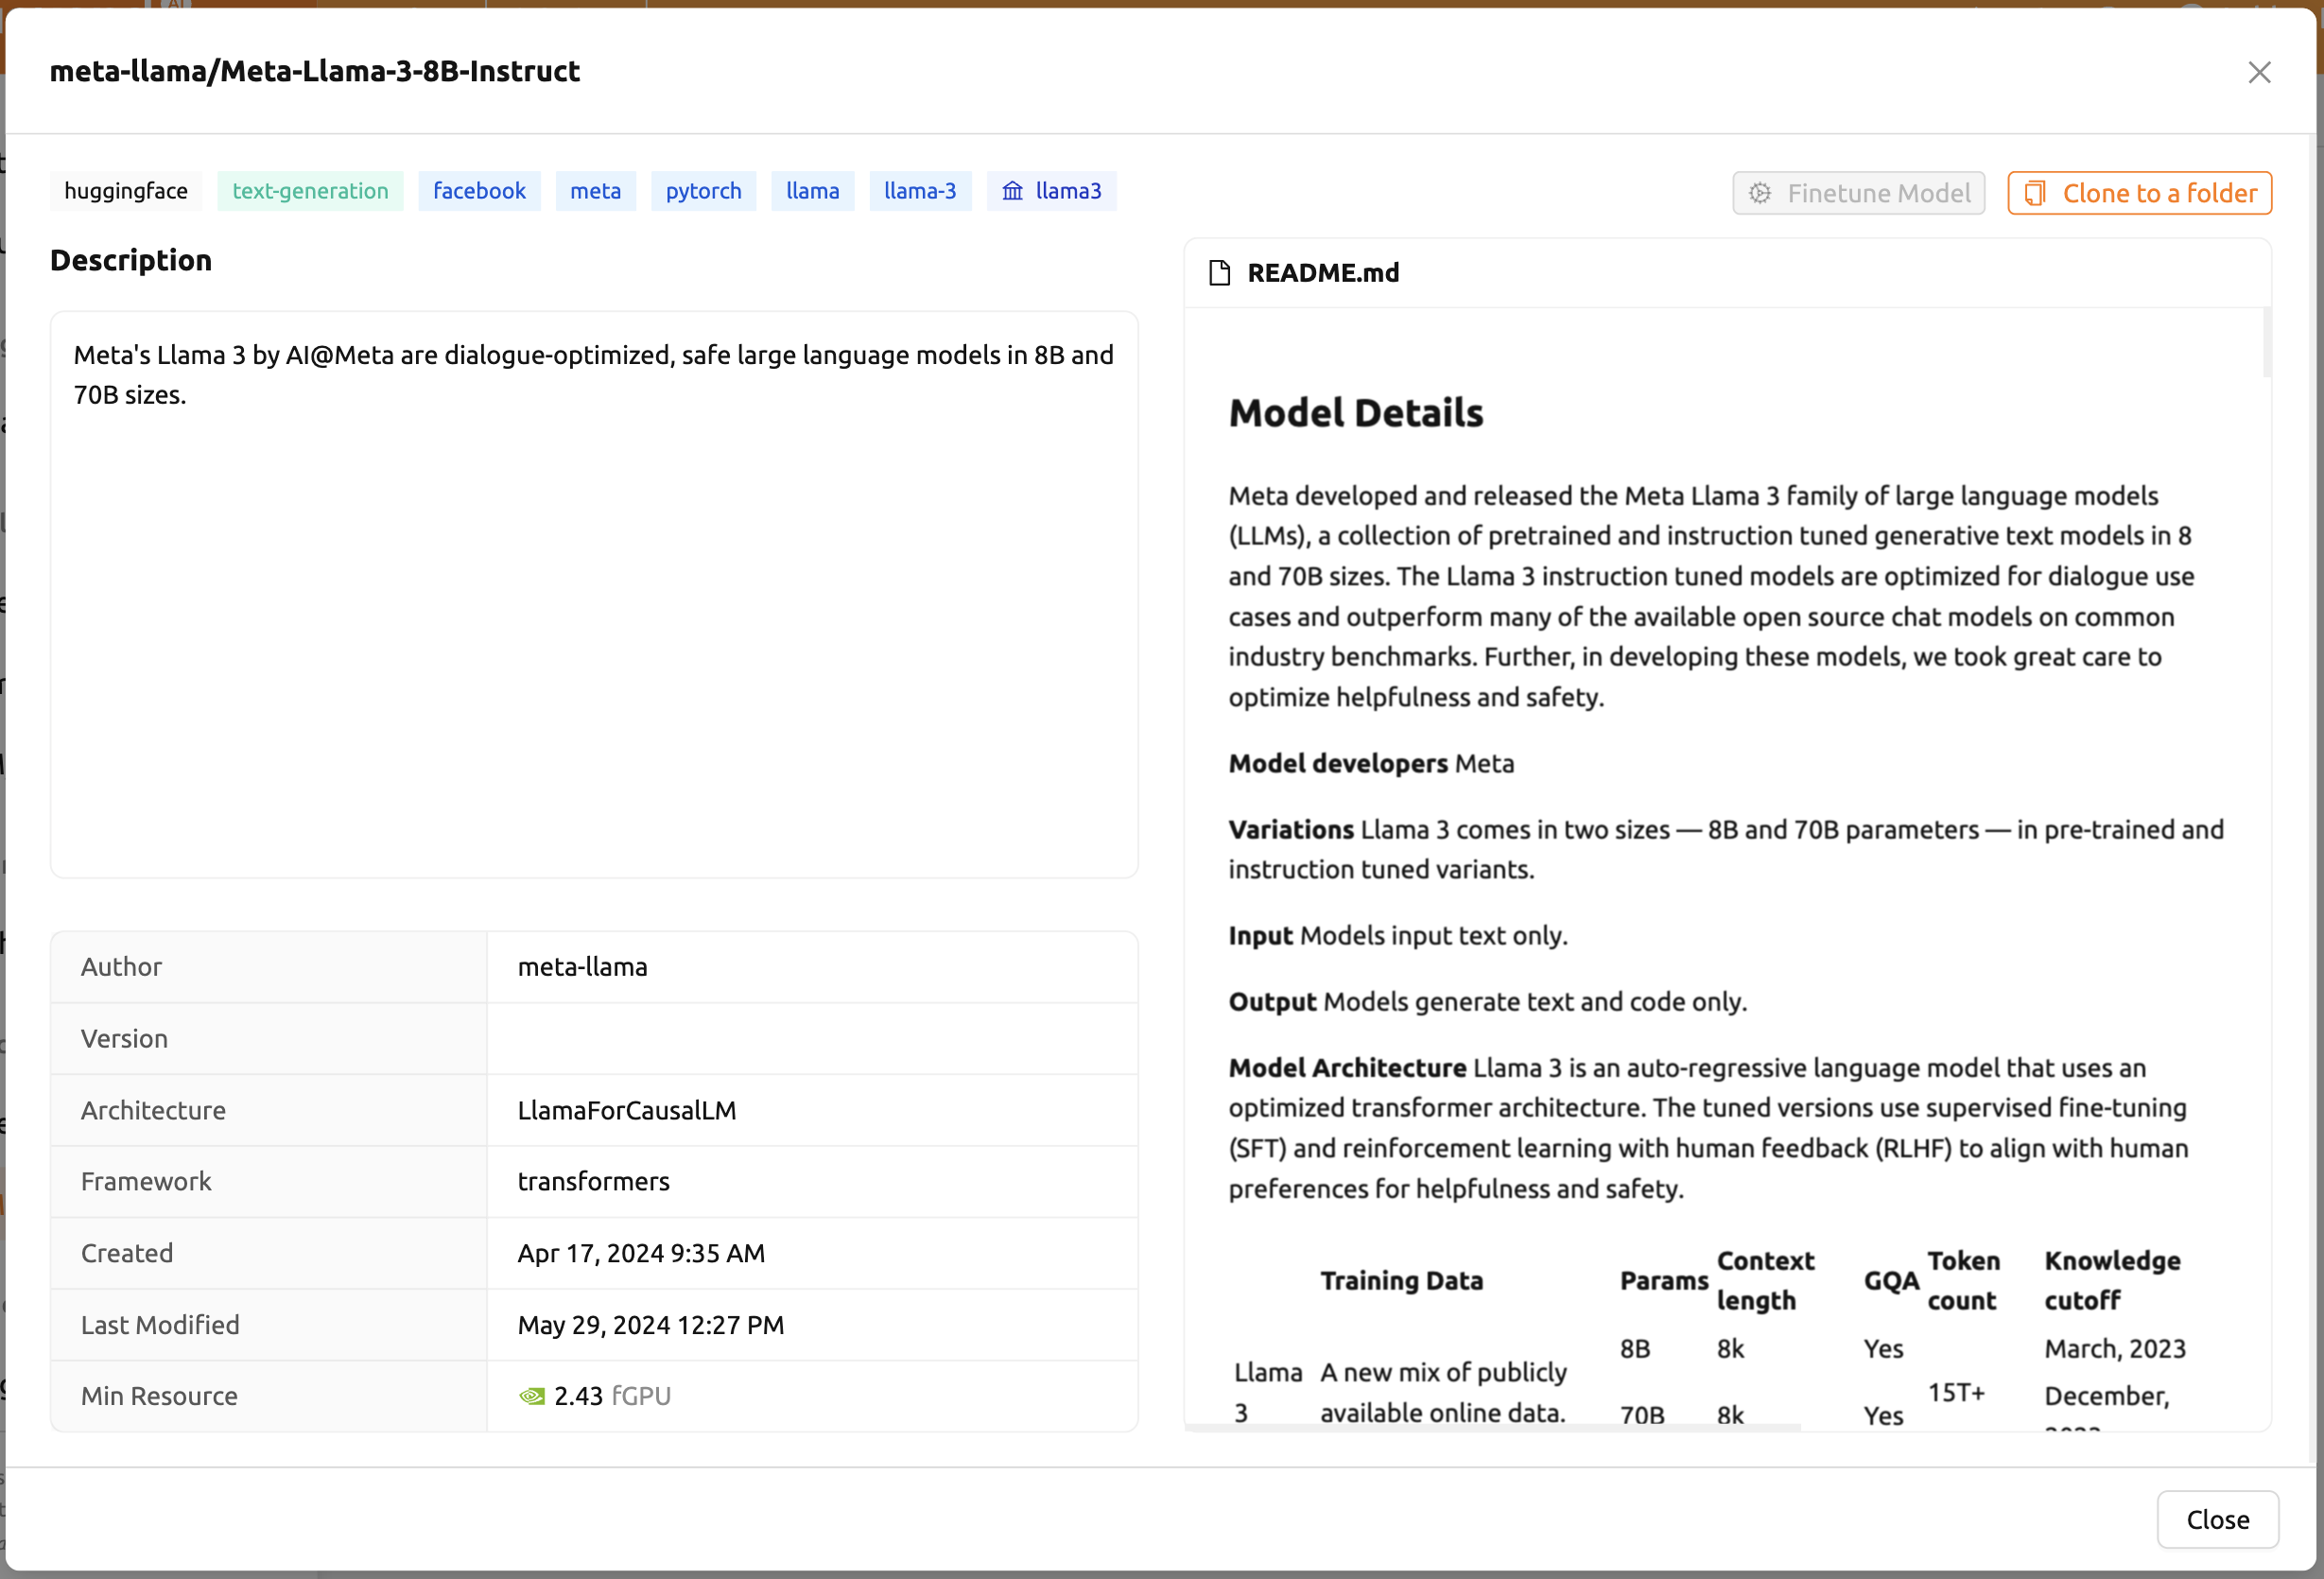 meta-llama/Meta-Llama-3-8B-Instruct
huggingface text-generation facebook meta pytorch llama llama-3 llama3
Finetune Model Clone to a folder
Description
Meta's Llama 3 by AI@Meta are dialogue-optimized, safe large language models in 8B and
70B sizes.
Author meta-llama
Version
Architecture LlamaForCausalLM
Framework transformers
Created Apr 17, 2024 9:35 AM
Last Modified May 29, 2024 12:27 PM
Min Resource 2.43 fGPU
README.md
Model Details
Meta developed and released the Meta Llama 3 family of large language models
(LLMs), a collection of pretrained and instruction tuned generative text models in 8
and 70B sizes. The Llama 3 instruction tuned models are optimized for dialogue use
cases and outperform many of the available open source chat models on common
industry benchmarks. Further, in developing these models, we took great care to
optimize helpfulness and safety.
Model developers Meta
Variations Llama 3 comes in two sizes — 8B and 70B parameters — in pre-trained and
instruction tuned variants.
Input Models input text only.
Output Models generate text and code only.
Model Architecture Llama 3 is an auto-regressive language model that uses an
optimized transformer architecture. The tuned versions use supervised fine-tuning
(SFT) and reinforcement learning with human feedback (RLHF) to align with human
preferences for helpfulness and safety.
Training Data Params Context length GQA Token count Knowledge cutoff
8B 8k Yes March, 2023
Llama 3 A new mix of publicly available online data. 70B 8k Yes 15T+ December,
Close